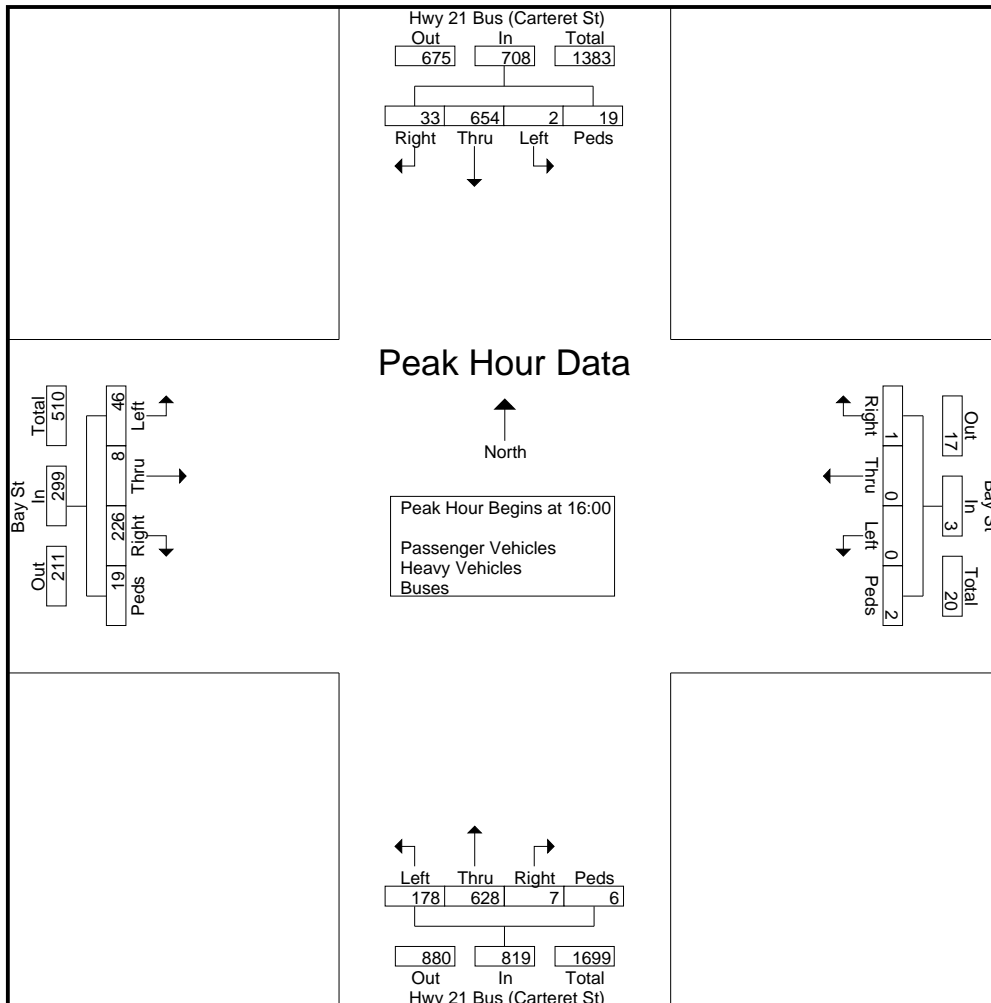 Hwy 21 Bus (Carteret St)
Out In Total
675 708 1383
33 654 2 19
Right Thru Left Peds
Peak Hour Data
North
Peak Hour Begins at 16:00
Passenger Vehicles
Heavy Vehicles
Buses
Bay St
Total In Out
510 299 211
46 8 226 19
Left Thru Right Peds
Right Thru Left Peds
1 0 0 2
Out In Total
17 3 20
Bay St
Left Thru Right Peds
178 628 7 6
880 819 1699
Out In Total
Hwy 21 Bus (Carteret St)